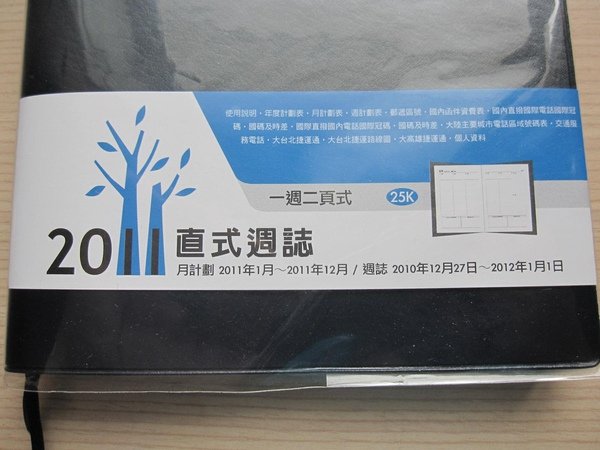 使用說明・年度計劃表・月計劃表・週計劃表・郵遞區號・國內函件資費表・國內直撥國際電話國際冠
碼・國碼及時差・國際直撥國內電話國際冠碼・國碼及時差・大陸主要城市電話區域號碼表・交通服
務電話・大台北捷運通・大台北捷運路線圖・大高雄捷運通・個人資料
一週二頁式 25K
2011 直式週誌
月計劃 2011年1月～2011年12月 / 週誌 2010年12月27日～2012年1月1日